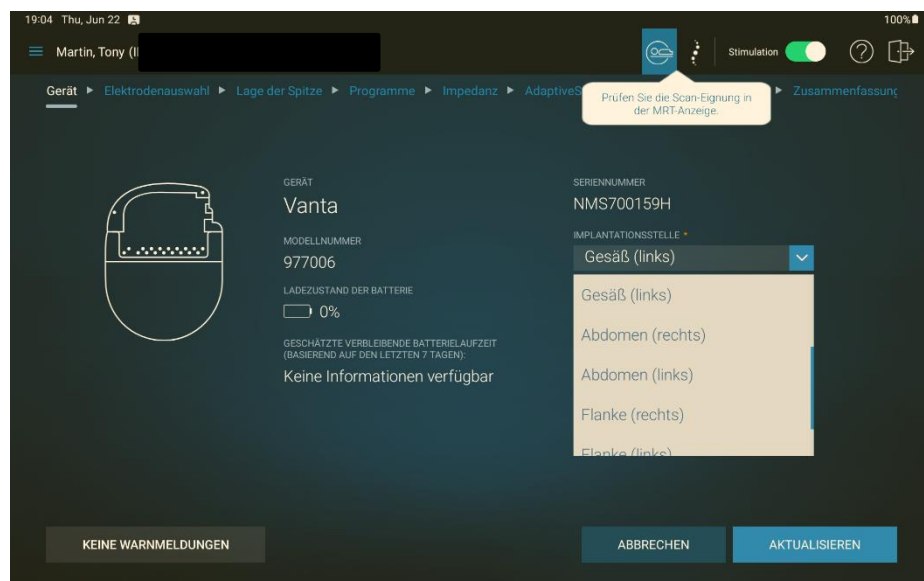 19:04 Thu, Jun 22
100%
Martin, Tony (I
Stimulation
Gerät ▶ Elektrodenauswahl ▶ Lage der Spitze ▶ Programme ▶ Impedanz ▶ AdaptiveS ▶ Zusammenfassung
Prüfen Sie die Scan-Eignung in
der MRT-Anzeige.
GERÄT
Vanta
MODELLNUMMER
977006
LADEZUSTAND DER BATTERIE
0%
GESCHÄTZTE VERBLEIBENDE BATTERIELAUFZEIT
(BASIEREND AUF DEN LETZTEN 7 TAGEN):
Keine Informationen verfügbar
SERIENNUMMER
NMS700159H
IMPLANTATIONSSTELLE *
Gesäß (links)
Gesäß (links)
Abdomen (rechts)
Abdomen (links)
Flanke (rechts)
Flanke (links)
KEINE WARNMELDUNGEN
ABBRECHEN
AKTUALISIEREN